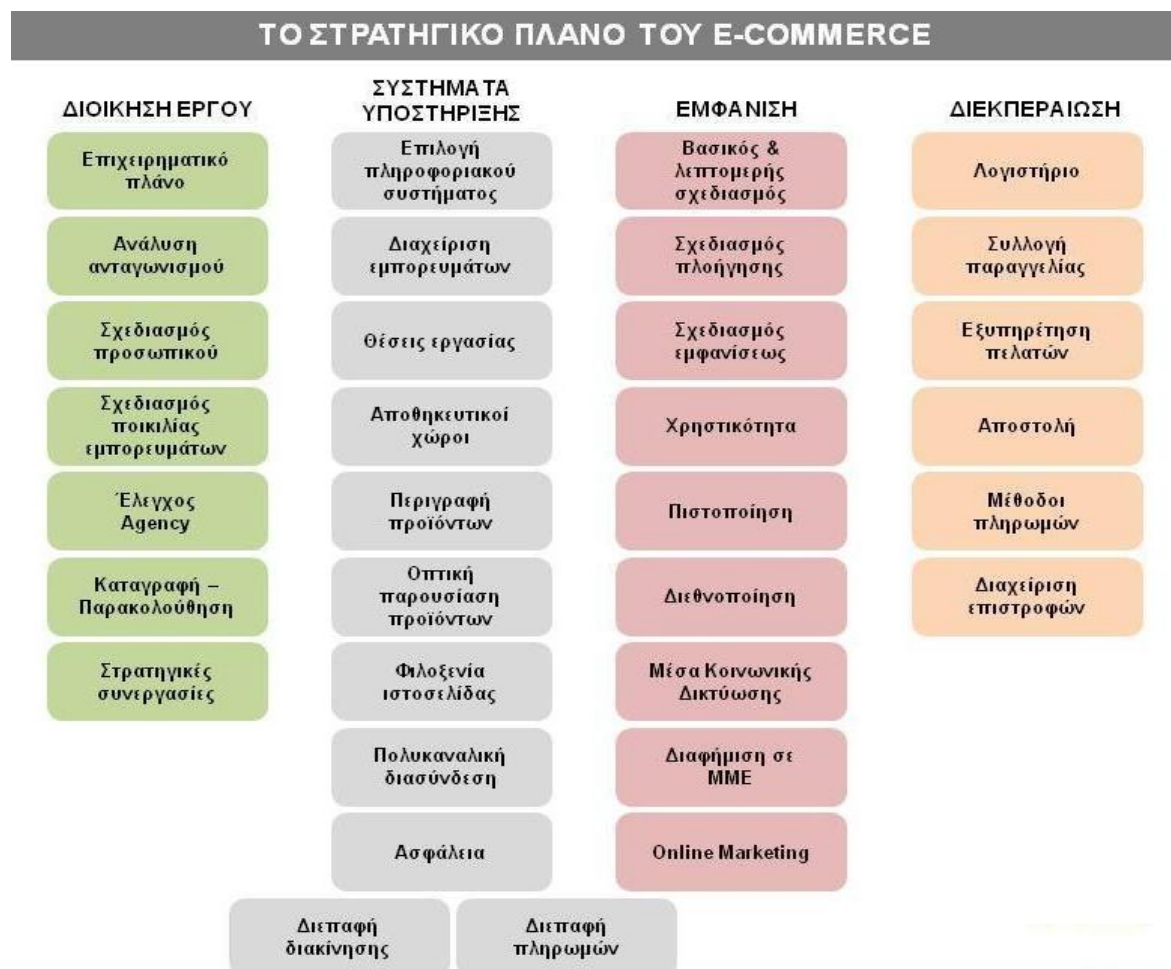 ΤΟ ΣΤΡΑΤΗΓΙΚΟ ΠΛΑΝΟ ΤΟΥ E-COMMERCE
ΔΙΟΙΚΗΣΗ ΕΡΓΟΥ
Επιχειρηματικό
πλάνο
Ανάλυση
ανταγωνισμού
Σχεδιασμός
προσωπικού
Σχεδιασμός
ποικιλίας
εμπορευμάτων
Έλεγχος
Agency
Καταγραφή –
Παρακολούθηση
Στρατηγικές
συνεργασίες
ΣΥΣΤΗΜΑΤΑ
ΥΠΟΣΤΗΡΙΞΗΣ
Επιλογή
πληροφοριακού
συστήματος
Διαχείριση
εμπορευμάτων
Θέσεις εργασίας
Αποθηκευτικοί
χώροι
Περιγραφή
προϊόντων
Οπτική
παρουσίαση
προϊόντων
Φιλοξενία
ιστοσελίδας
Πολυκαναλική
διασύνδεση
Ασφάλεια
Διεπαφή
διακίνησης
Διεπαφή
πληρωμών
ΕΜΦΑΝΙΣΗ
Βασικός &
λεπτομερής
σχεδιασμός
Σχεδιασμός
πλοήγησης
Σχεδιασμός
εμφανίσεως
Χρηστικότητα
Πιστοποίηση
Διεθνοποίηση
Μέσα Κοινωνικής
Δικτύωσης
Διαφήμιση σε
ΜΜΕ
Online Marketing
ΔΙΕΚΠΕΡΑΙΩΣΗ
Λογιστήριο
Συλλογή
παραγγελίας
Εξυπηρέτηση
πελατών
Αποστολή
Μέθοδοι
πληρωμών
Διαχείριση
επιστροφών